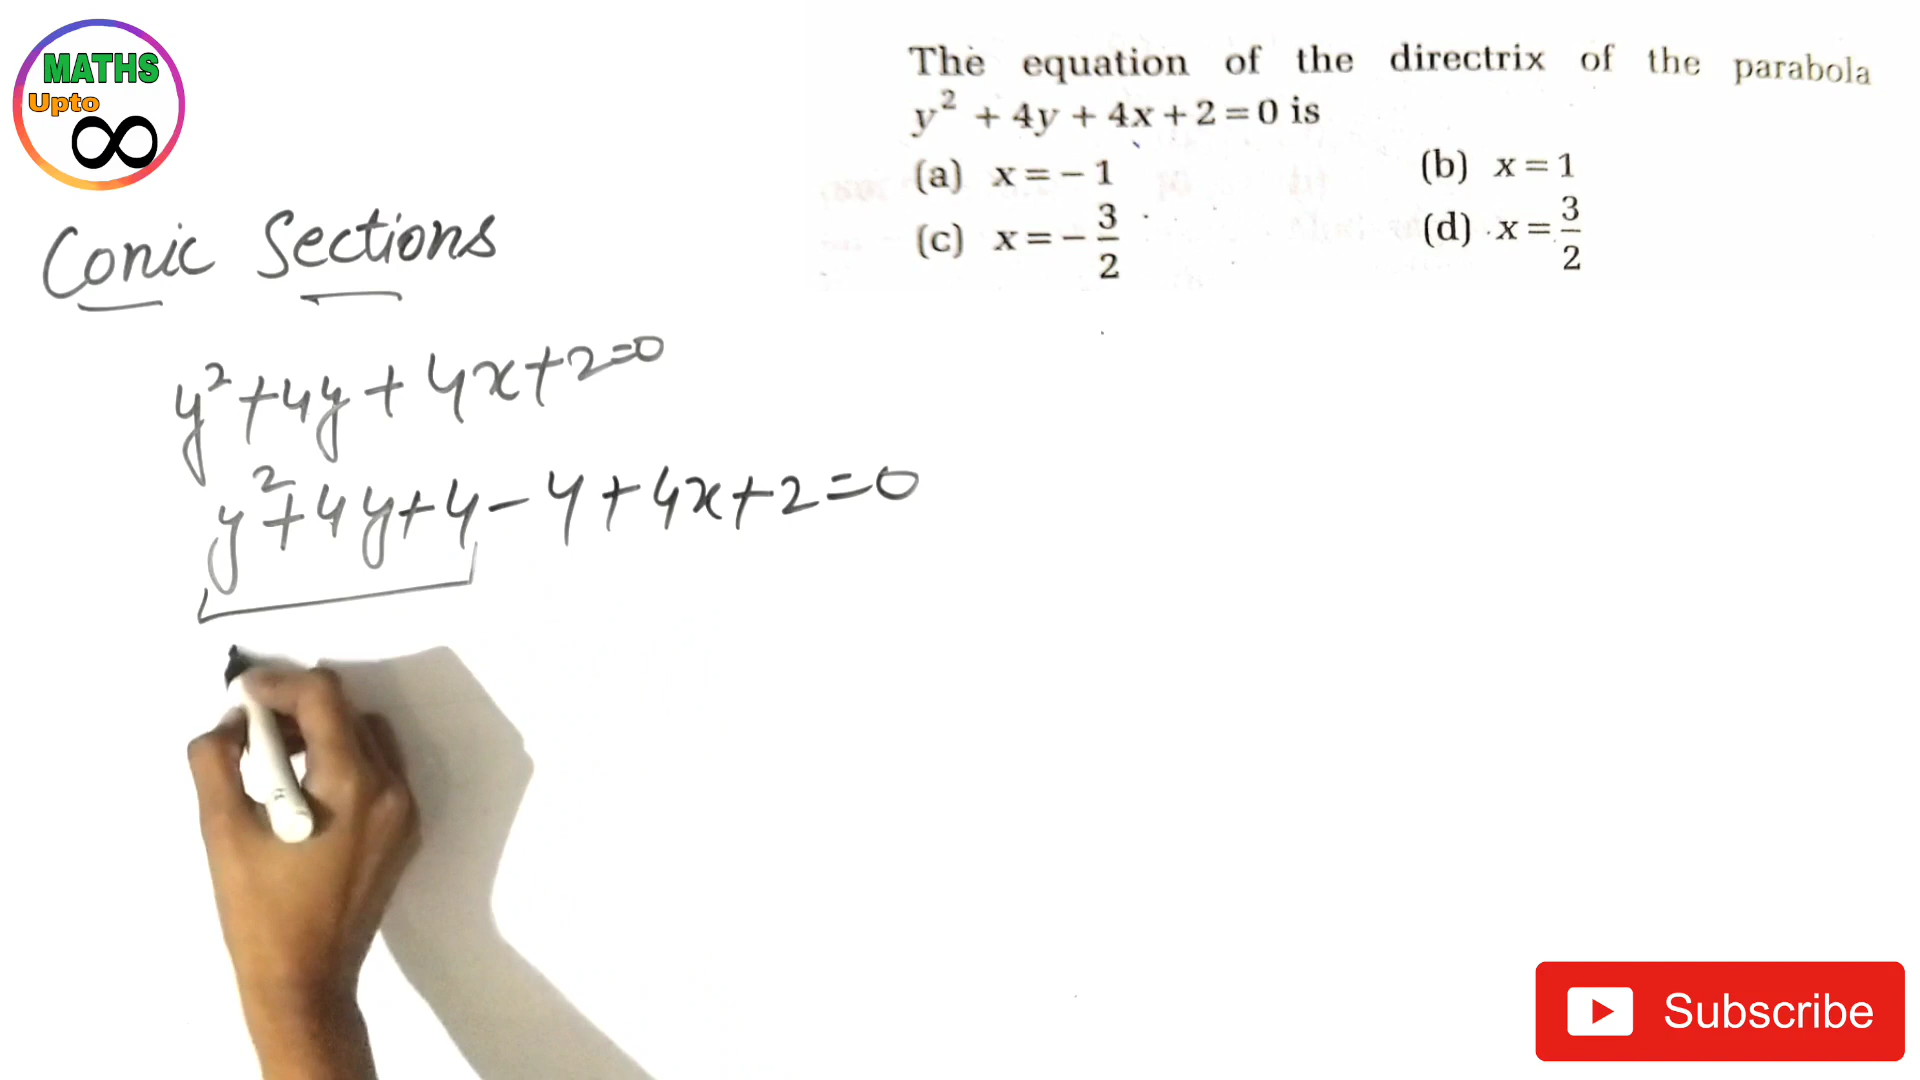 MATHS
Upto
∞
The equation of the directrix of the parabola
y² + 4y + 4x + 2 = 0 is
(a) x = – 1
(b) x = 1
(c) x = – 3/2
(d) x = 3/2
Conic Sections
y² + 4y + 4x + 2 = 0
y² + 4y + 4 – 4 + 4x + 2 = 0
Subscribe